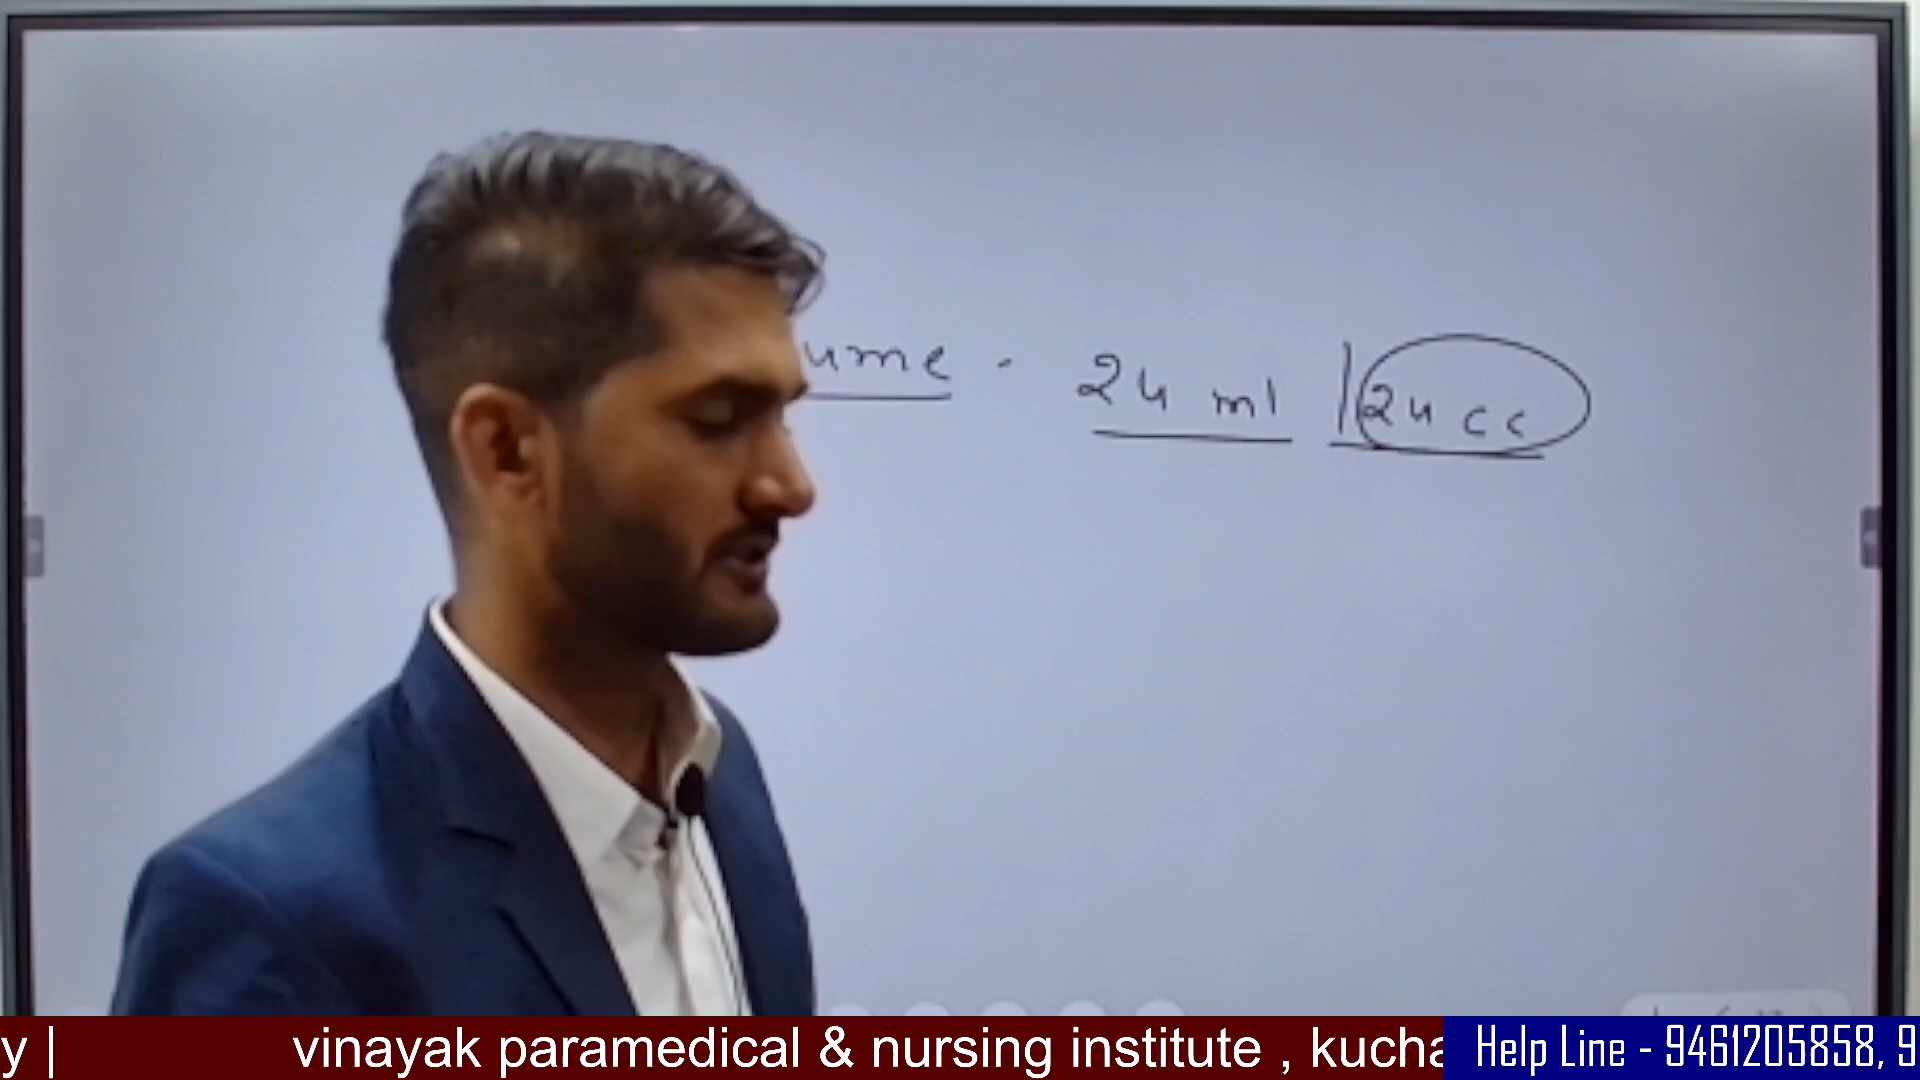 ume . 24 ml | 24 cc
y | vinayak paramedical & nursing institute , kucha Help Line - 9461205858, 9